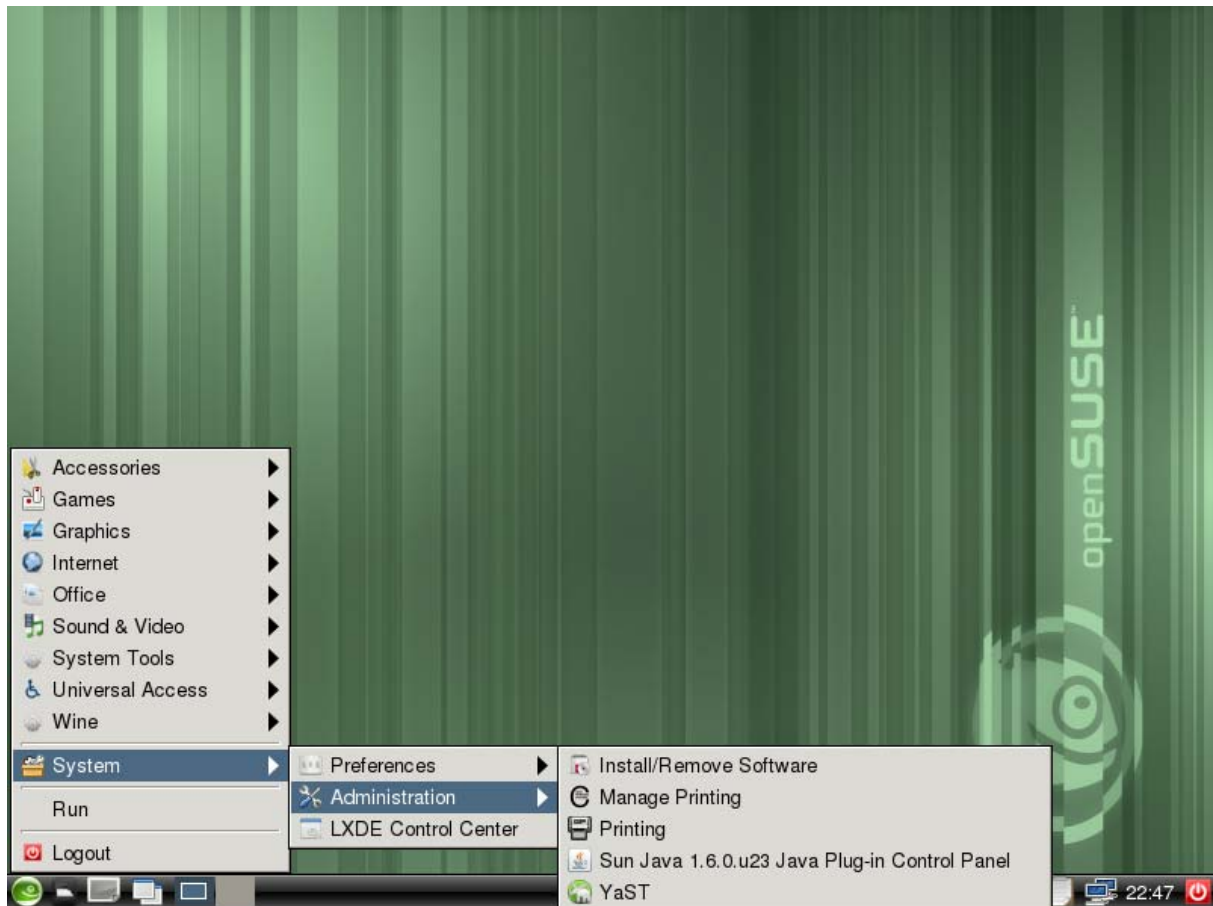 openSUSE™
Accessories
Games
Graphics
Internet
Office
Sound & Video
System Tools
Universal Access
Wine
System
Run
Logout
Preferences
Administration
LXDE Control Center
Install/Remove Software
Manage Printing
Printing
Sun Java 1.6.0.u23 Java Plug-in Control Panel
YaST
22:47